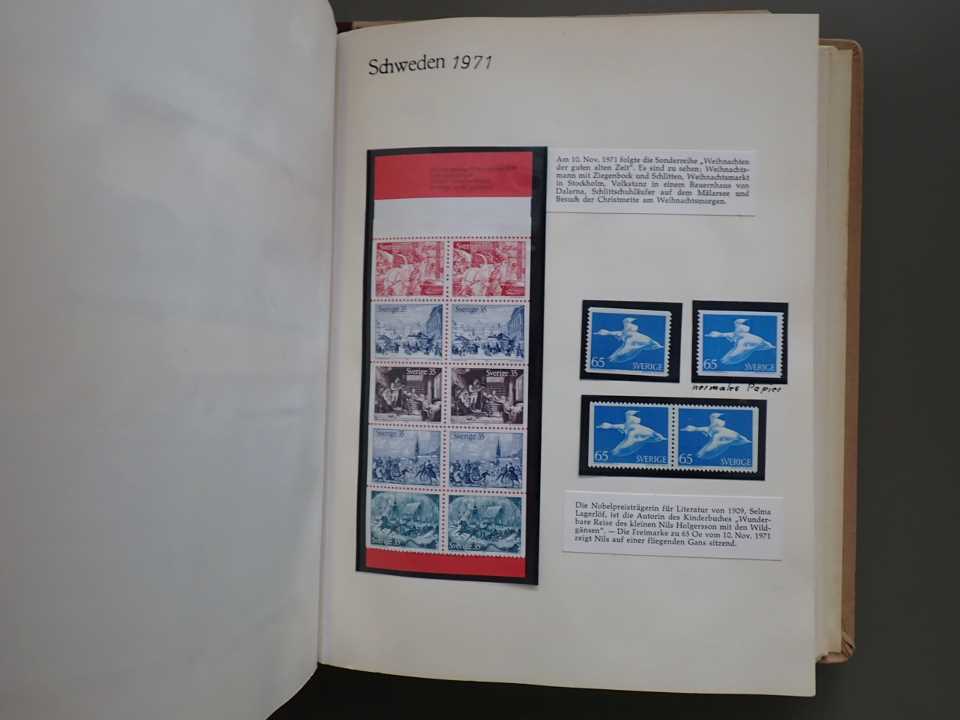 Schweden 1971
Am 10. Nov. 1971 folgte die Sonderreihe „Weihnachten
der guten alten Zeit". Es sind zu sehen: Weihnachts-
mann mit Ziegenbock und Schlitten, Weihnachtsmarkt
in Stockholm, Volkstanz in einem Bauernhaus von
Dalarna, Schlittschuhläufer auf dem Mälarsee und
Besuch der Christmette am Weihnachtsmorgen.
Sverige 35 Sverige 35
Sverige 35 Sverige 35
Sverige 35 Sverige 35
Sverige 35 Sverige 35
65 SVERIGE 65 SVERIGE
normales Papier
65 SVERIGE 65 SVERIGE
Die Nobelpreisträgerin für Literatur von 1909, Selma
Lagerlöf, ist die Autorin des Kinderbuches „Wunder-
bare Reise des kleinen Nils Holgersson mit den Wild-
gänsen". — Die Freimarke zu 65 Oe vom 10. Nov. 1971
zeigt Nils auf einer fliegenden Gans sitzend.